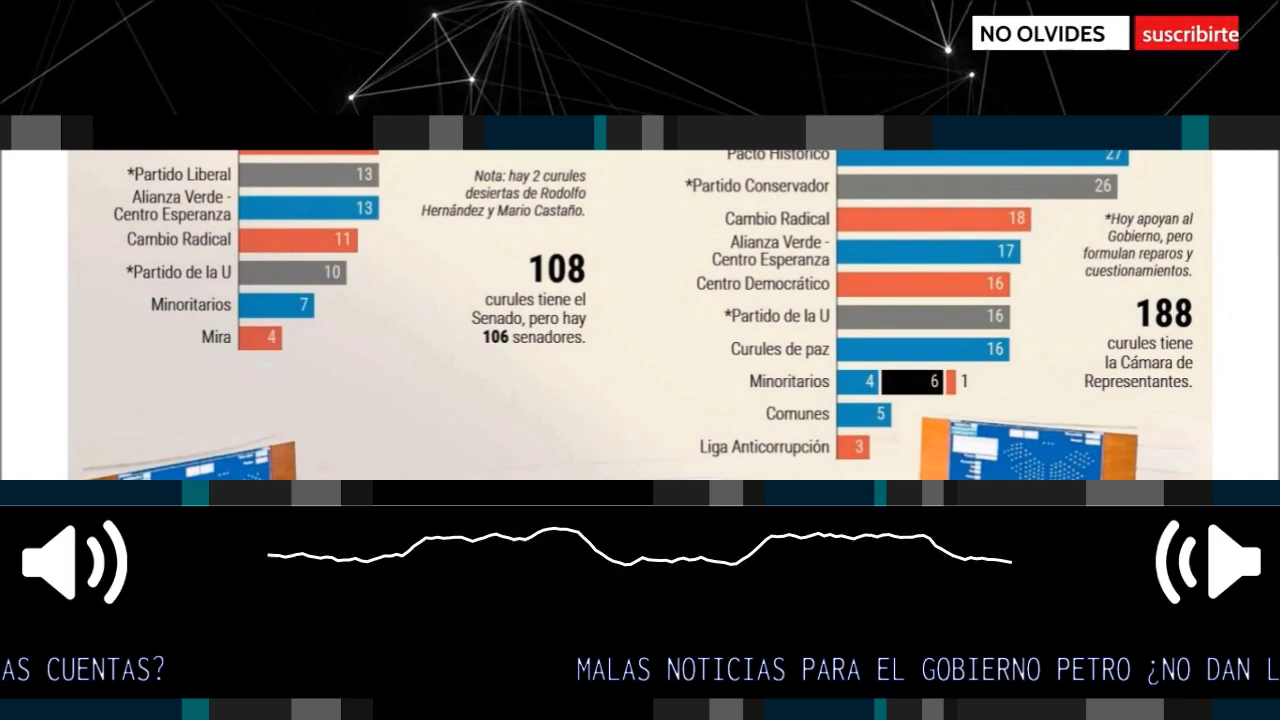 NO OLVIDES suscribirte
*Partido Liberal 13
Alianza Verde -
Centro Esperanza 13
Cambio Radical 11
*Partido de la U 10
Minoritarios 7
Mira 4
Nota: hay 2 curules
desiertas de Rodolfo
Hernández y Mario Castaño.
108
curules tiene el
Senado, pero hay
106 senadores.
Pacto Histórico 27
*Partido Conservador 26
Cambio Radical 18
Alianza Verde -
Centro Esperanza 17
Centro Democrático 16
*Partido de la U 16
Curules de paz 16
Minoritarios 4 6 1
Comunes 5
Liga Anticorrupción 3
*Hoy apoyan al
Gobierno, pero
formulan reparos y
cuestionamientos.
188
curules tiene
la Cámara de
Representantes.
AS CUENTAS? MALAS NOTICIAS PARA EL GOBIERNO PETRO ¿NO DAN L